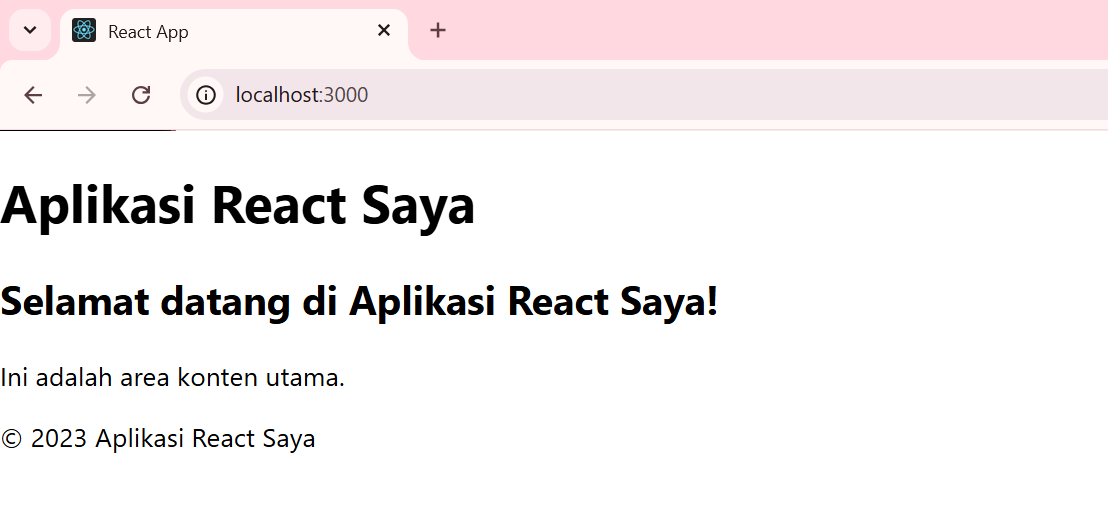 React App
localhost:3000
Aplikasi React Saya
Selamat datang di Aplikasi React Saya!
Ini adalah area konten utama.
© 2023 Aplikasi React Saya